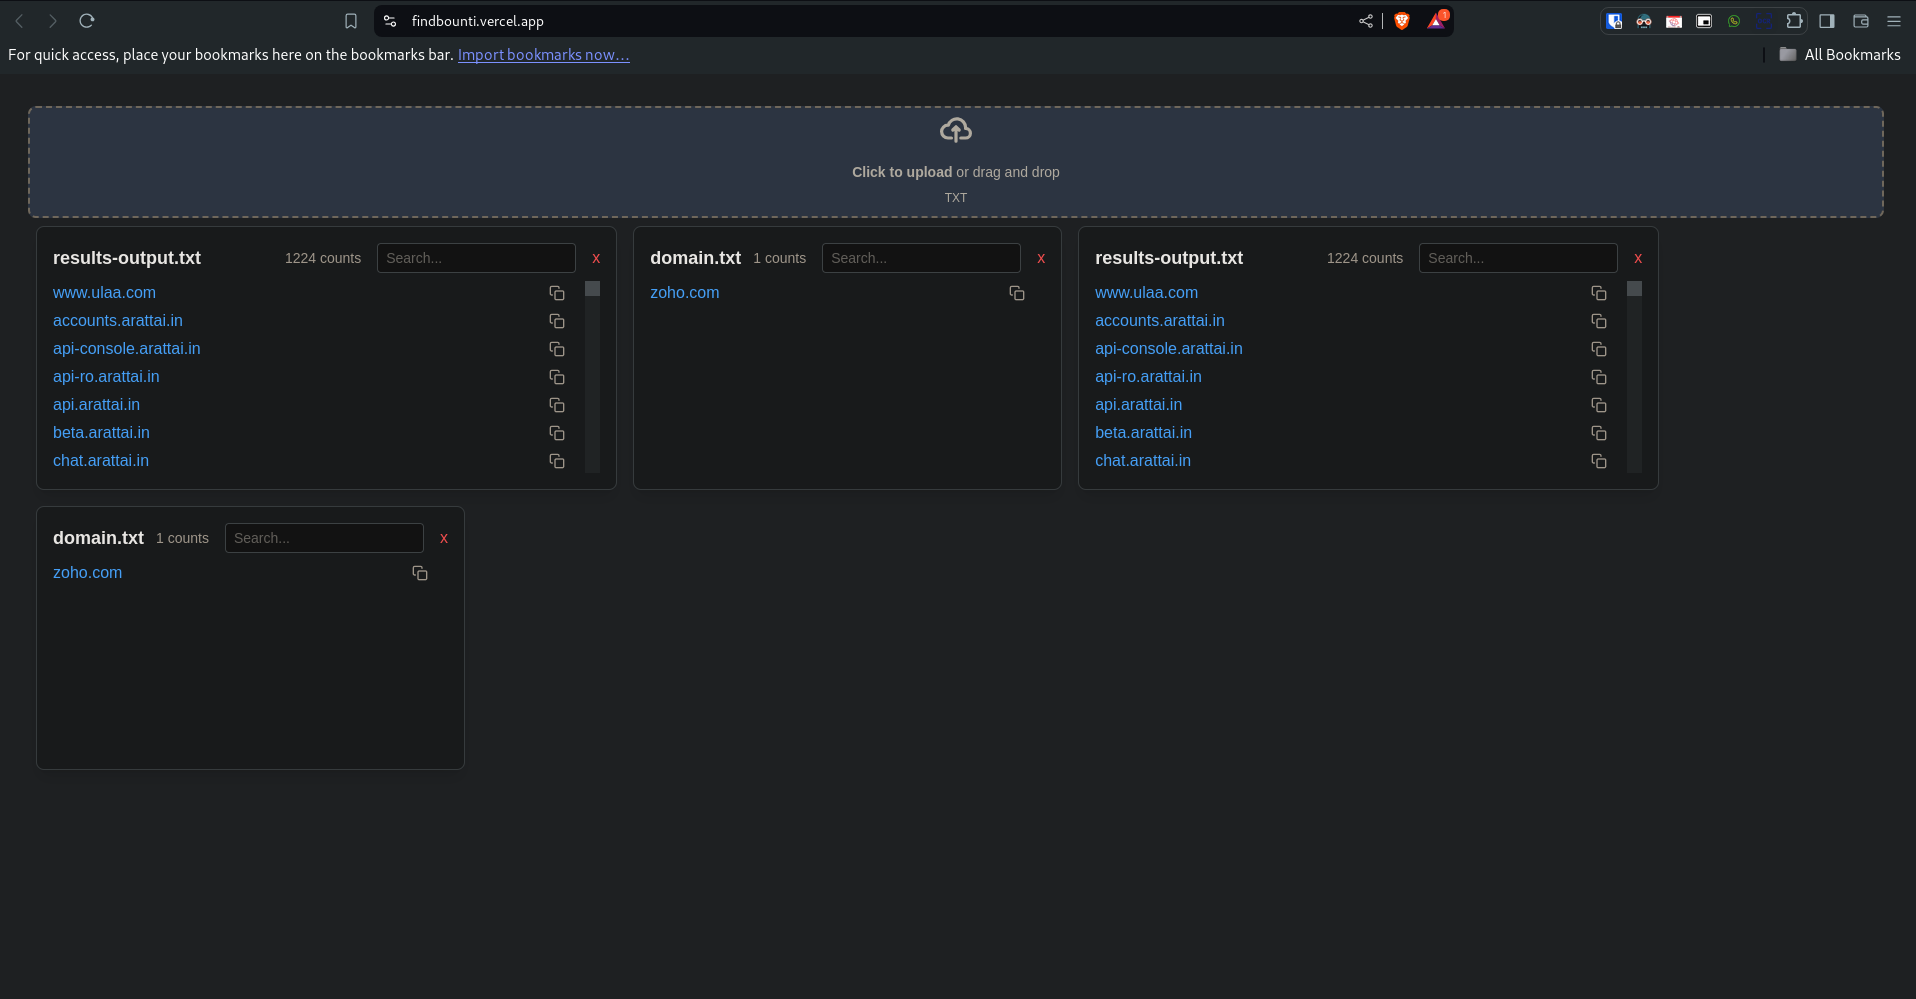 findbounti.vercel.app
1
For quick access, place your bookmarks here on the bookmarks bar. Import bookmarks now...
All Bookmarks
Click to upload or drag and drop
TXT
results-output.txt 1224 counts Search... x
www.ulaa.com
accounts.arattai.in
api-console.arattai.in
api-ro.arattai.in
api.arattai.in
beta.arattai.in
chat.arattai.in
domain.txt 1 counts Search... x
zoho.com
results-output.txt 1224 counts Search... x
www.ulaa.com
accounts.arattai.in
api-console.arattai.in
api-ro.arattai.in
api.arattai.in
beta.arattai.in
chat.arattai.in
domain.txt 1 counts Search... x
zoho.com